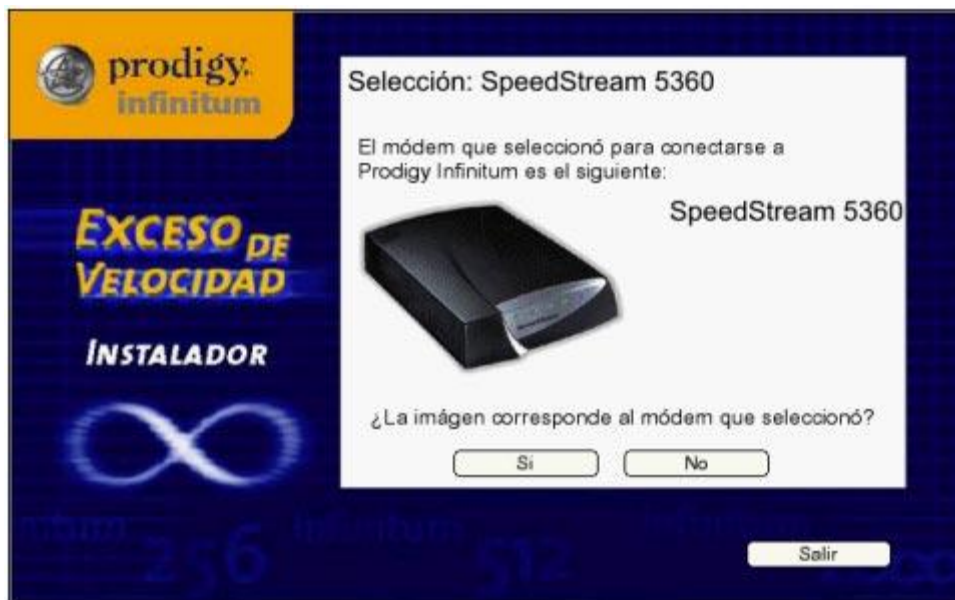 prodigy.
infinitum
Selección: SpeedStream 5360
El módem que seleccionó para conectarse a
Prodigy Infinitum es el siguiente:
SpeedStream 5360
EXCESO DE
VELOCIDAD
INSTALADOR
¿La imágen corresponde al módem que seleccionó?
Si
No
256
512
Salir